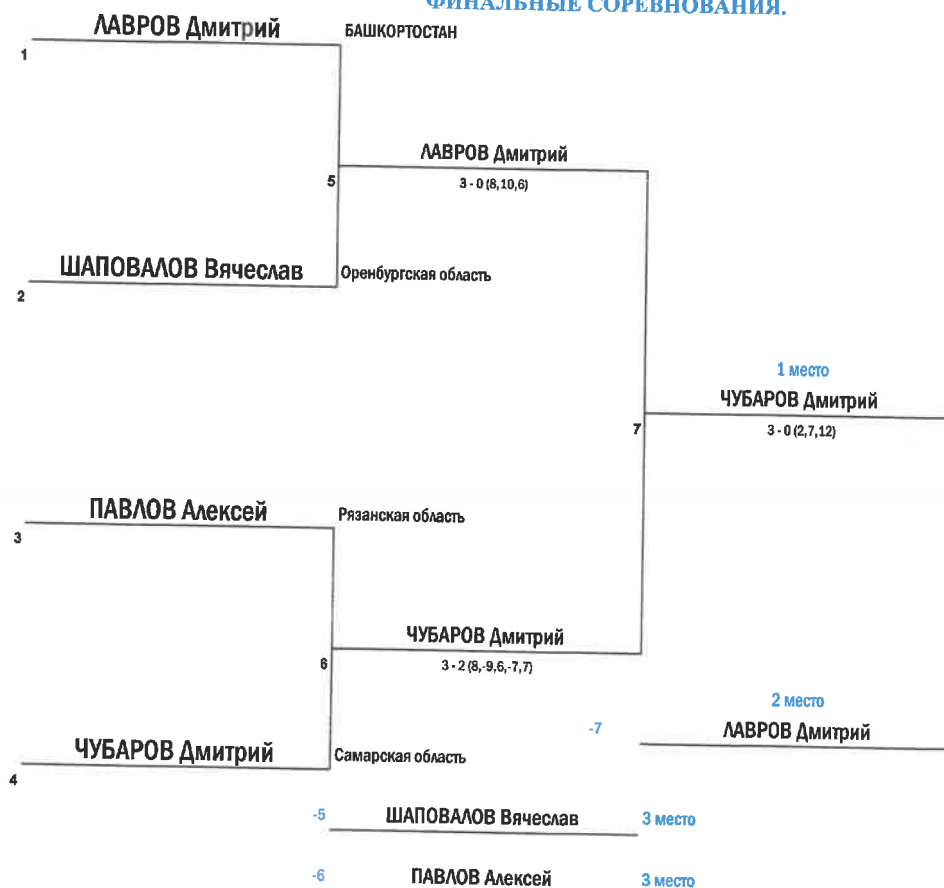 ФИНАЛЬНЫЕ СОРЕВНОВАНИЯ.
ЛАВРОВ Дмитрий БАШКОРТОСТАН
1
ЛАВРОВ Дмитрий
5 3 - 0 (8,10,6)
ШАПОВАЛОВ Вячеслав Оренбургская область
2
1 место
ЧУБАРОВ Дмитрий
7 3 - 0 (2,7,12)
ПАВЛОВ Алексей Рязанская область
3
ЧУБАРОВ Дмитрий
6 3 - 2 (8,-9,6,-7,7)
2 место
-7 ЛАВРОВ Дмитрий
ЧУБАРОВ Дмитрий Самарская область
4
-5 ШАПОВАЛОВ Вячеслав 3 место
-6 ПАВЛОВ Алексей 3 место